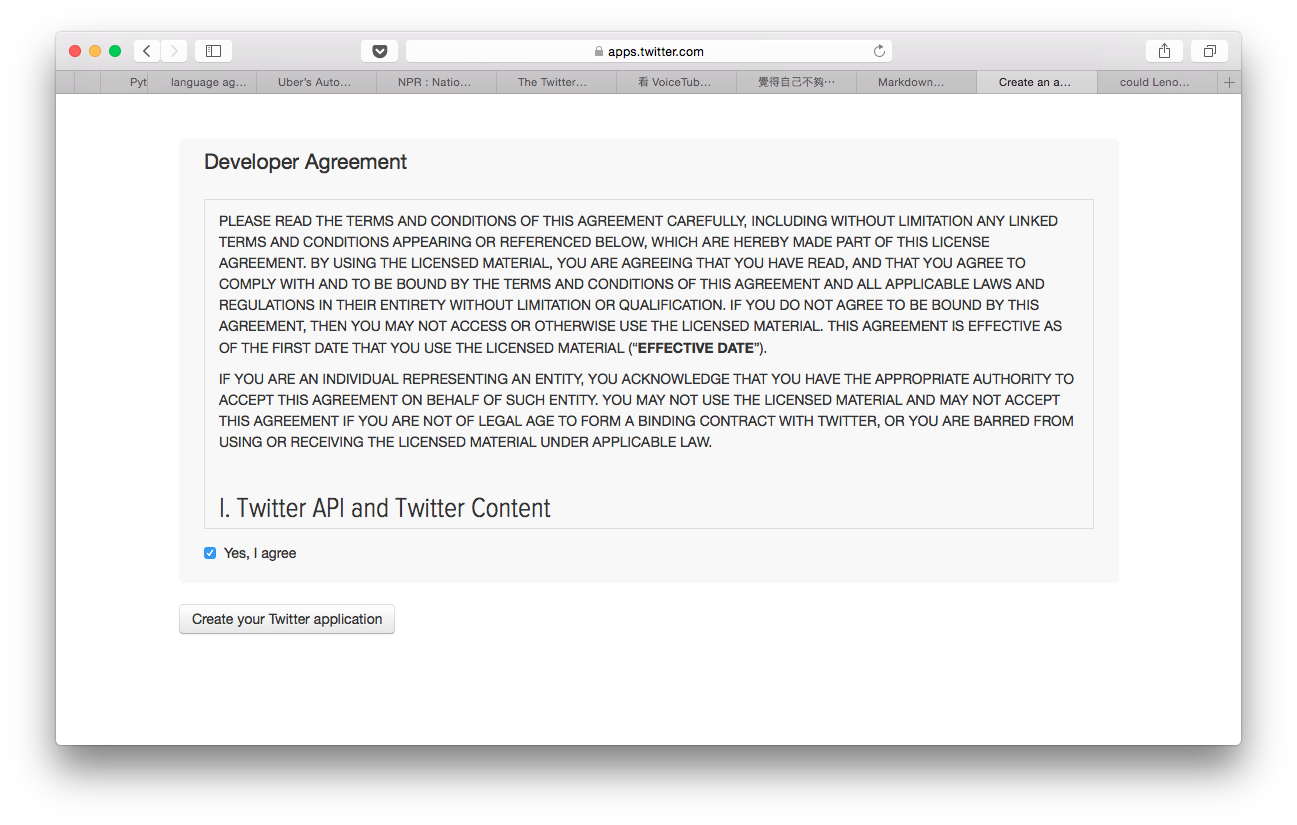 apps.twitter.com
Pyt
language ag...
Uber's Auto...
NPR : Natio...
The Twitter...
看 VoiceTub...
覺得自己不夠⋯
Markdown...
Create an a...
could Leno...
Developer Agreement
PLEASE READ THE TERMS AND CONDITIONS OF THIS AGREEMENT CAREFULLY, INCLUDING WITHOUT LIMITATION ANY LINKED
TERMS AND CONDITIONS APPEARING OR REFERENCED BELOW, WHICH ARE HEREBY MADE PART OF THIS LICENSE
AGREEMENT. BY USING THE LICENSED MATERIAL, YOU ARE AGREEING THAT YOU HAVE READ, AND THAT YOU AGREE TO
COMPLY WITH AND TO BE BOUND BY THE TERMS AND CONDITIONS OF THIS AGREEMENT AND ALL APPLICABLE LAWS AND
REGULATIONS IN THEIR ENTIRETY WITHOUT LIMITATION OR QUALIFICATION. IF YOU DO NOT AGREE TO BE BOUND BY THIS
AGREEMENT, THEN YOU MAY NOT ACCESS OR OTHERWISE USE THE LICENSED MATERIAL. THIS AGREEMENT IS EFFECTIVE AS
OF THE FIRST DATE THAT YOU USE THE LICENSED MATERIAL (“EFFECTIVE DATE”).
IF YOU ARE AN INDIVIDUAL REPRESENTING AN ENTITY, YOU ACKNOWLEDGE THAT YOU HAVE THE APPROPRIATE AUTHORITY TO
ACCEPT THIS AGREEMENT ON BEHALF OF SUCH ENTITY. YOU MAY NOT USE THE LICENSED MATERIAL AND MAY NOT ACCEPT
THIS AGREEMENT IF YOU ARE NOT OF LEGAL AGE TO FORM A BINDING CONTRACT WITH TWITTER, OR YOU ARE BARRED FROM
USING OR RECEIVING THE LICENSED MATERIAL UNDER APPLICABLE LAW.
I. Twitter API and Twitter Content
Yes, I agree
Create your Twitter application